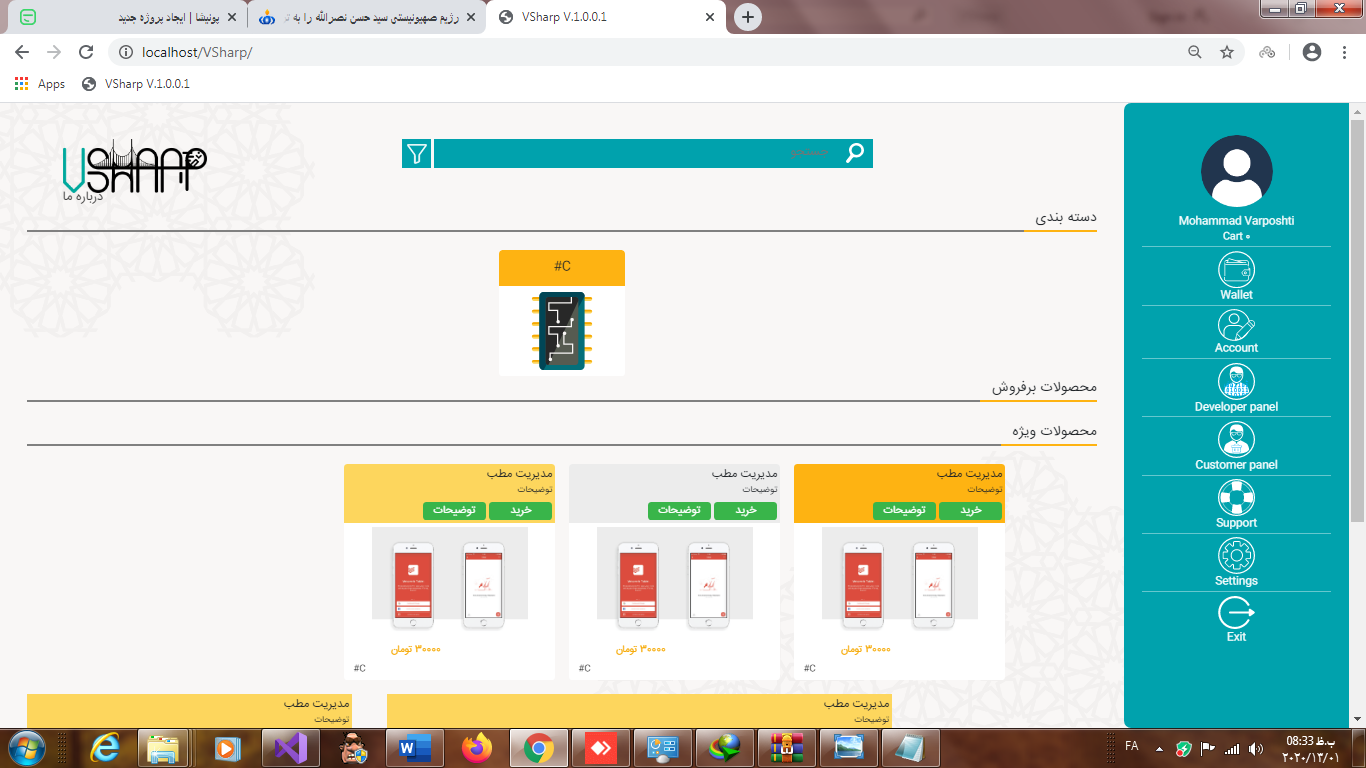 پونیشا | ایجاد پروژه جدید
رژیم صهیونیستی سید حسن نصرالله را به
VSharp V.1.0.0.1
localhost/VSharp/
Apps
VSharp V.1.0.0.1
VSHARP
درباره ما
جستجو
Mohammad Varposhti
Cart ۰
Wallet
Account
Developer panel
Customer panel
Support
Settings
Exit
دسته بندی
#C
محصولات برفروش
محصولات ویژه
مدیریت مطب
توضیحات
خرید
توضیحات
۳۰۰۰۰ تومان
#C
مدیریت مطب
توضیحات
خرید
توضیحات
۳۰۰۰۰ تومان
#C
مدیریت مطب
توضیحات
خرید
توضیحات
۳۰۰۰۰ تومان
#C
مدیریت مطب
توضیحات
مدیریت مطب
توضیحات
FA
08:33 ب.ظ
۲۰۲۰/۱۳/۰۱